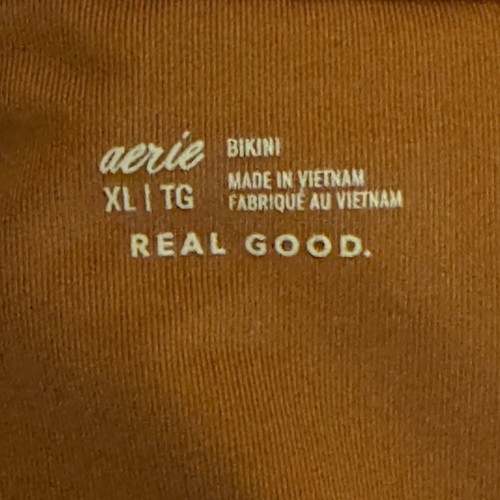 aerie BIKINI
XL | TG MADE IN VIETNAM
FABRIQUÉ AU VIETNAM
REAL GOOD.